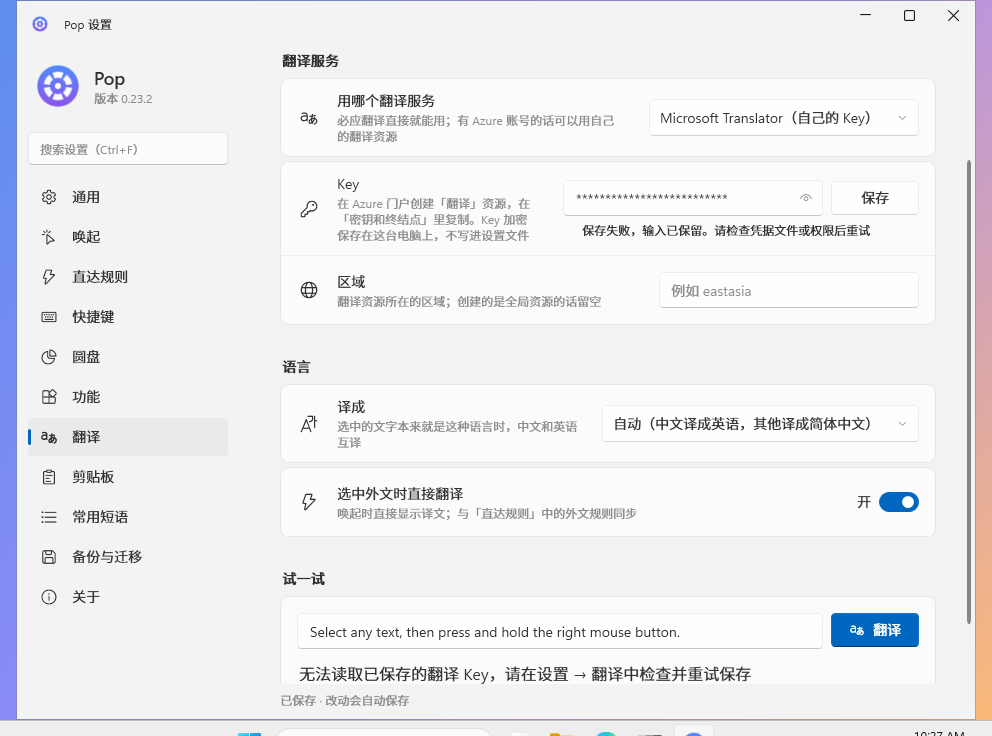 Pop 设置
Pop
版本 0.23.2
搜索设置（Ctrl+F）
通用
唤起
直达规则
快捷键
圆盘
功能
翻译
剪贴板
常用短语
备份与迁移
关于
翻译服务
用哪个翻译服务
必应翻译直接就能用；有 Azure 账号的话可以用自己
的翻译资源
Microsoft Translator（自己的 Key）
Key
在 Azure 门户创建「翻译」资源，在
「密钥和终结点」里复制。Key 加密
保存在这台电脑上，不写进设置文件
**************************
保存
保存失败，输入已保留。请检查凭据文件或权限后重试
区域
翻译资源所在的区域；创建的是全局资源的话留空
例如 eastasia
语言
译成
选中的文字本来就是这种语言时，中文和英语
互译
自动（中文译成英语，其他译成简体中文）
选中外文时直接翻译
唤起时直接显示译文；与「直达规则」中的外文规则同步
开
试一试
Select any text, then press and hold the right mouse button.
翻译
无法读取已保存的翻译 Key，请在设置 → 翻译中检查并重试保存
已保存 · 改动会自动保存
10:27 AM